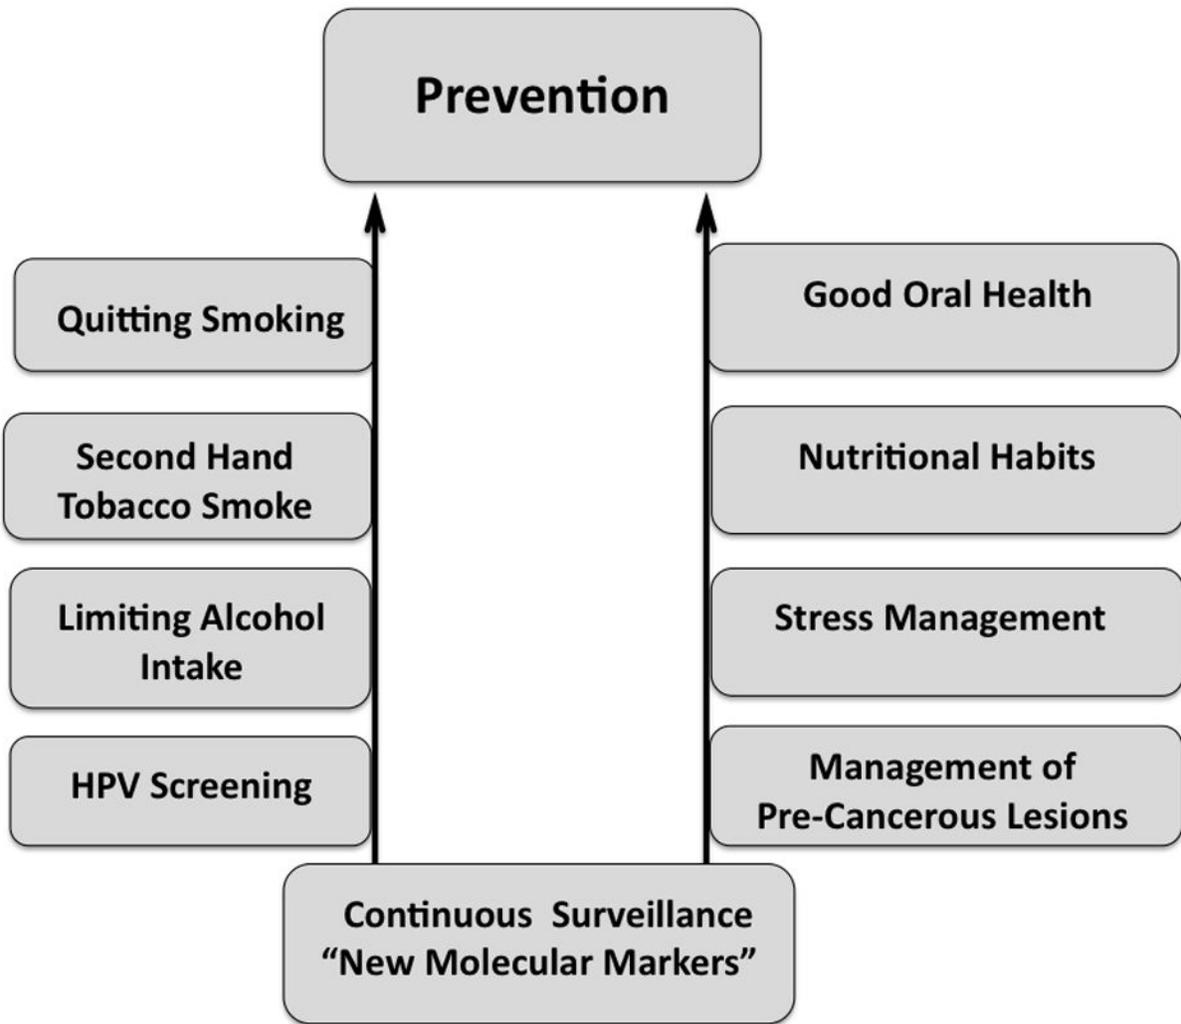 Prevention
Quitting Smoking
Second Hand
Tobacco Smoke
Limiting Alcohol
Intake
HPV Screening
Good Oral Health
Nutritional Habits
Stress Management
Management of
Pre-Cancerous Lesions
Continuous Surveillance
“New Molecular Markers”